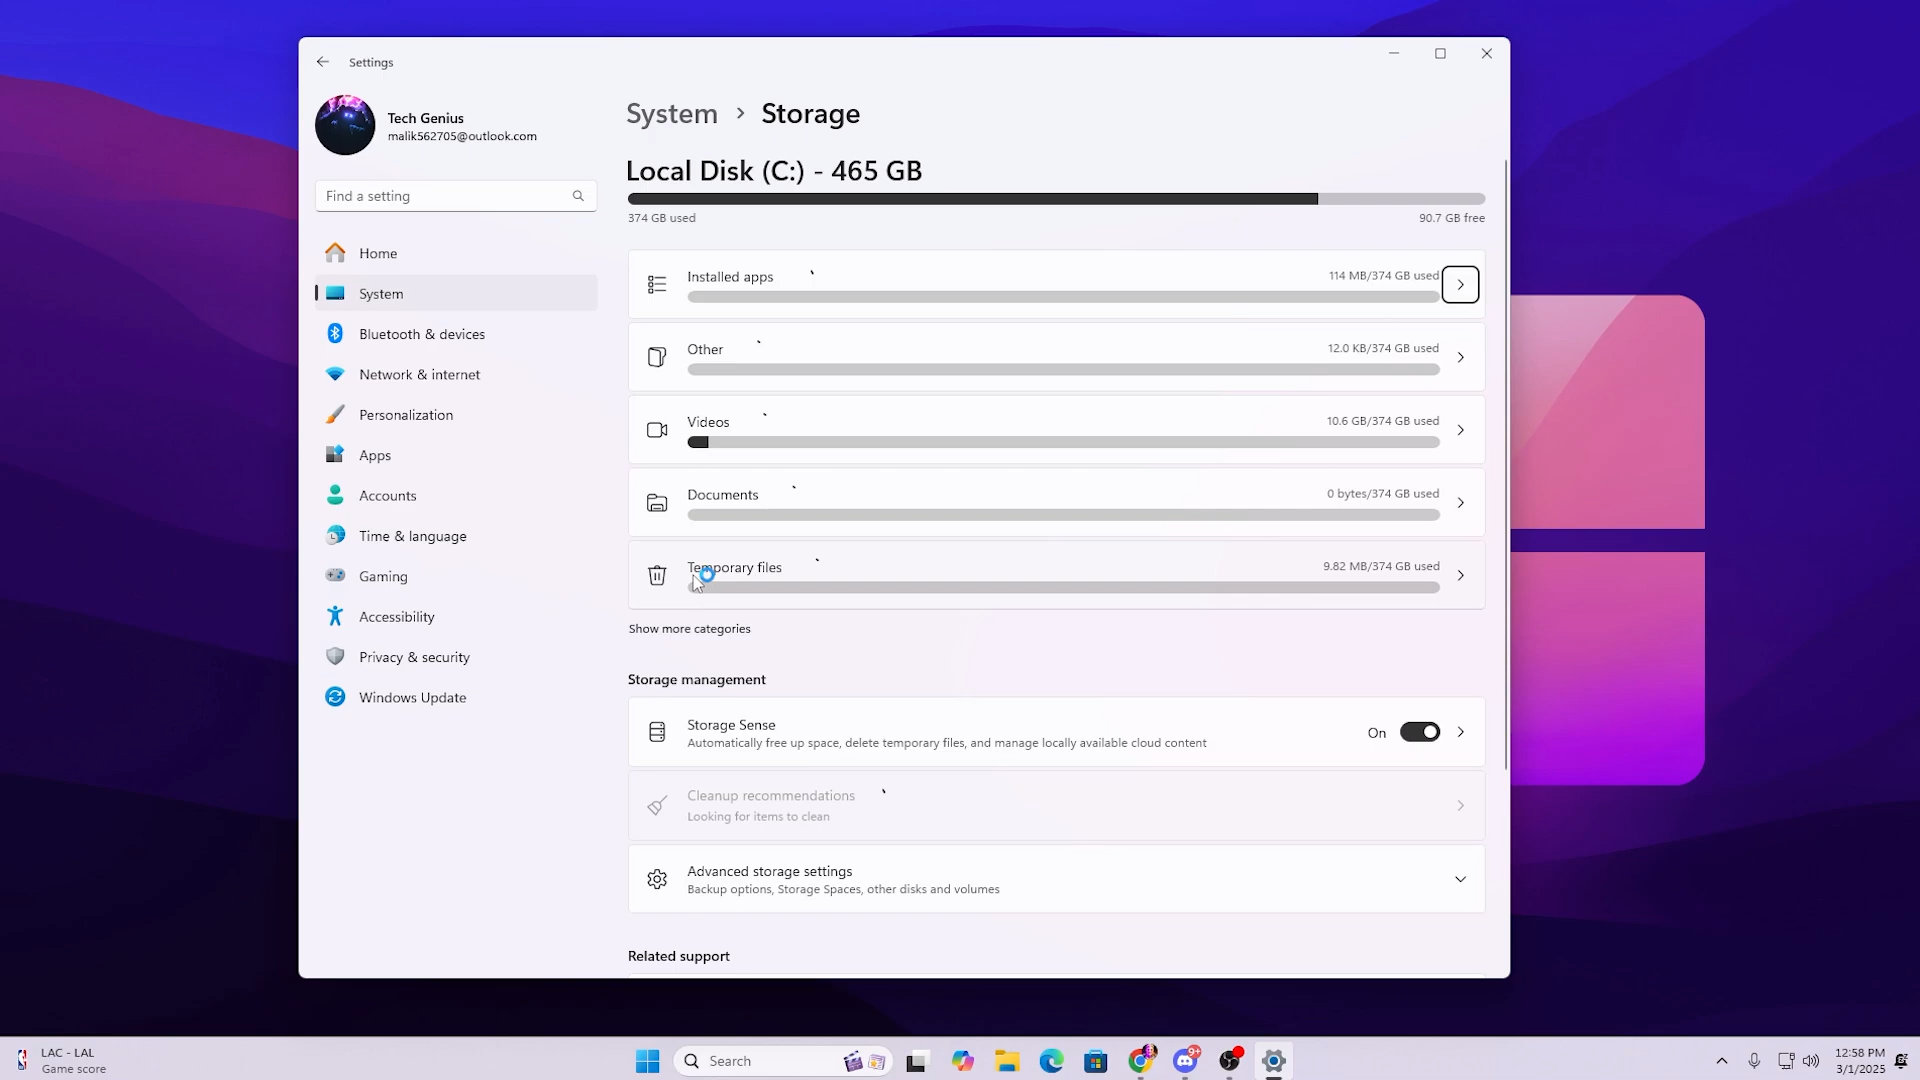 Settings
Tech Genius
malik562705@outlook.com
Find a setting
Home
System
Bluetooth & devices
Network & internet
Personalization
Apps
Accounts
Time & language
Gaming
Accessibility
Privacy & security
Windows Update
System > Storage
Local Disk (C:) - 465 GB
374 GB used
90.7 GB free
Installed apps
114 MB/374 GB used
Other
12.0 KB/374 GB used
Videos
10.6 GB/374 GB used
Documents
0 bytes/374 GB used
Temporary files
9.82 MB/374 GB used
Show more categories
Storage management
Storage Sense
Automatically free up space, delete temporary files, and manage locally available cloud content
On
Cleanup recommendations
Looking for items to clean
Advanced storage settings
Backup options, Storage Spaces, other disks and volumes
Related support
LAC - LAL
Game score
Search
9+
12:58 PM
3/1/2025